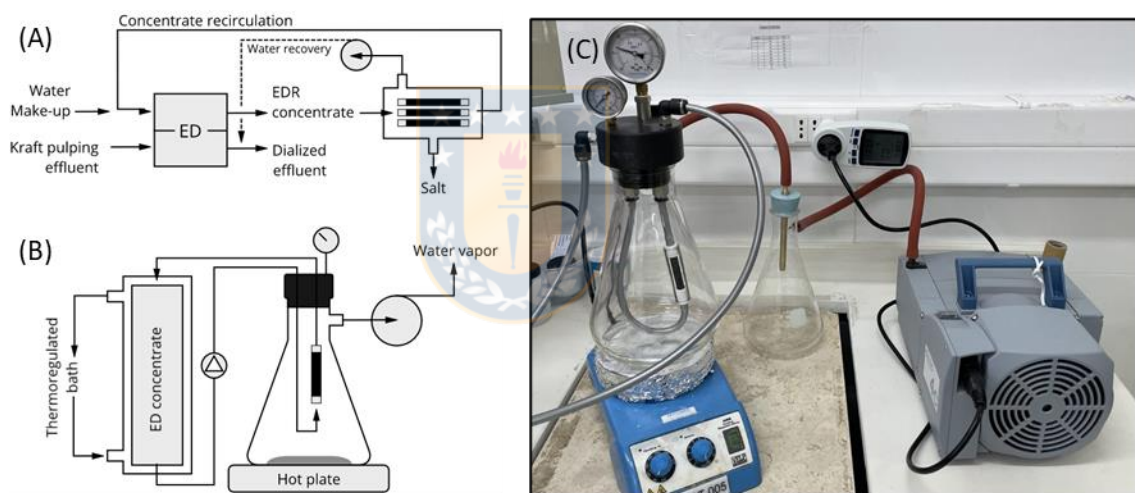 (A)
Concentrate recirculation
Water recovery
Water
Make-up
EDR
concentrate
ED
Kraft pulping
effluent
Dialized
effluent
Salt
(B)
Water vapor
Thermoregulated
bath
ED concentrate
Hot plate
(C)
005